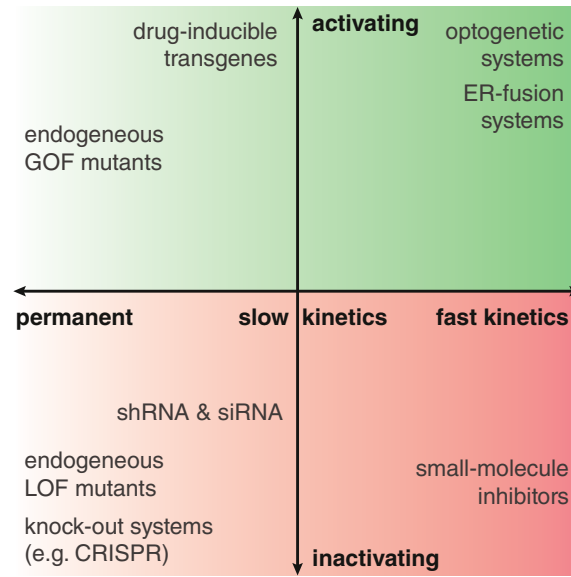 drug-inducible
transgenes
activating
optogenetic
systems
ER-fusion
systems
endogeneous
GOF mutants
permanent
slow kinetics
fast kinetics
shRNA & siRNA
endogeneous
LOF mutants
small-molecule
inhibitors
knock-out systems
(e.g. CRISPR)
inactivating